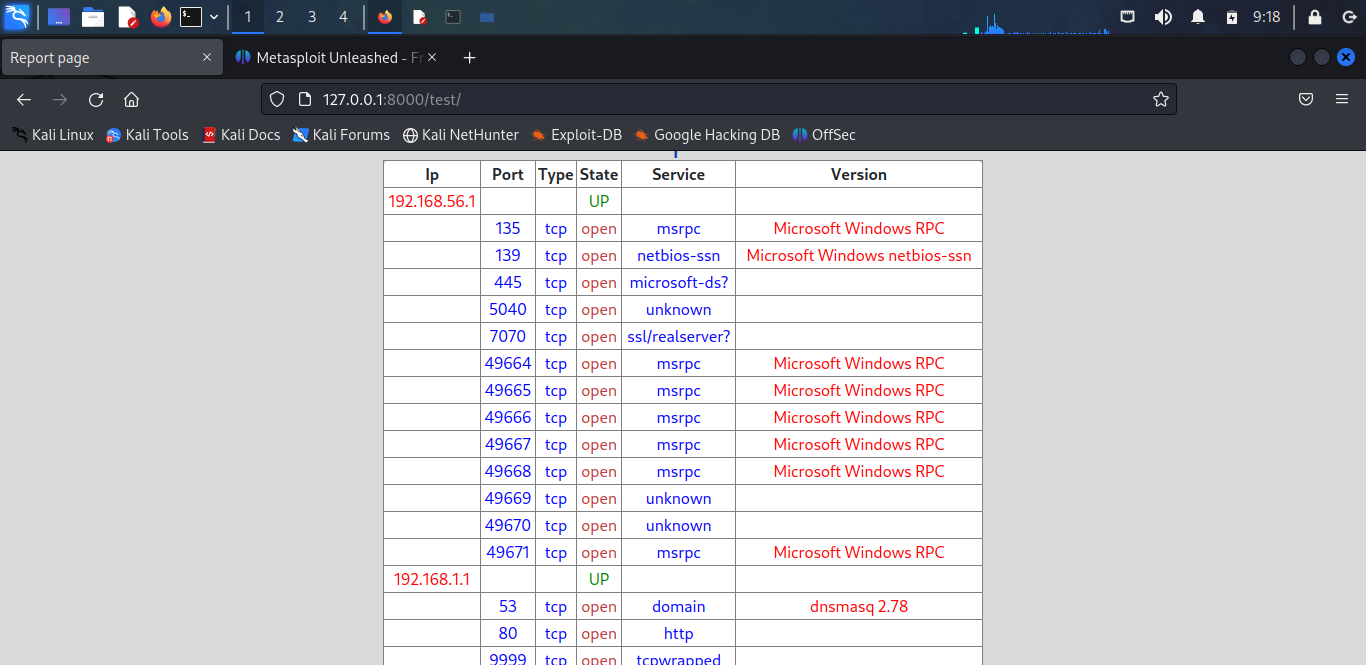 1 2 3 4 9:18
Report page Metasploit Unleashed - Fr
127.0.0.1:8000/test/
Kali Linux Kali Tools Kali Docs Kali Forums Kali NetHunter Exploit-DB Google Hacking DB OffSec
Ip Port Type State Service Version
192.168.56.1 UP
135 tcp open msrpc Microsoft Windows RPC
139 tcp open netbios-ssn Microsoft Windows netbios-ssn
445 tcp open microsoft-ds?
5040 tcp open unknown
7070 tcp open ssl/realserver?
49664 tcp open msrpc Microsoft Windows RPC
49665 tcp open msrpc Microsoft Windows RPC
49666 tcp open msrpc Microsoft Windows RPC
49667 tcp open msrpc Microsoft Windows RPC
49668 tcp open msrpc Microsoft Windows RPC
49669 tcp open unknown
49670 tcp open unknown
49671 tcp open msrpc Microsoft Windows RPC
192.168.1.1 UP
53 tcp open domain dnsmasq 2.78
80 tcp open http
9999 tcp open tcpwrapped